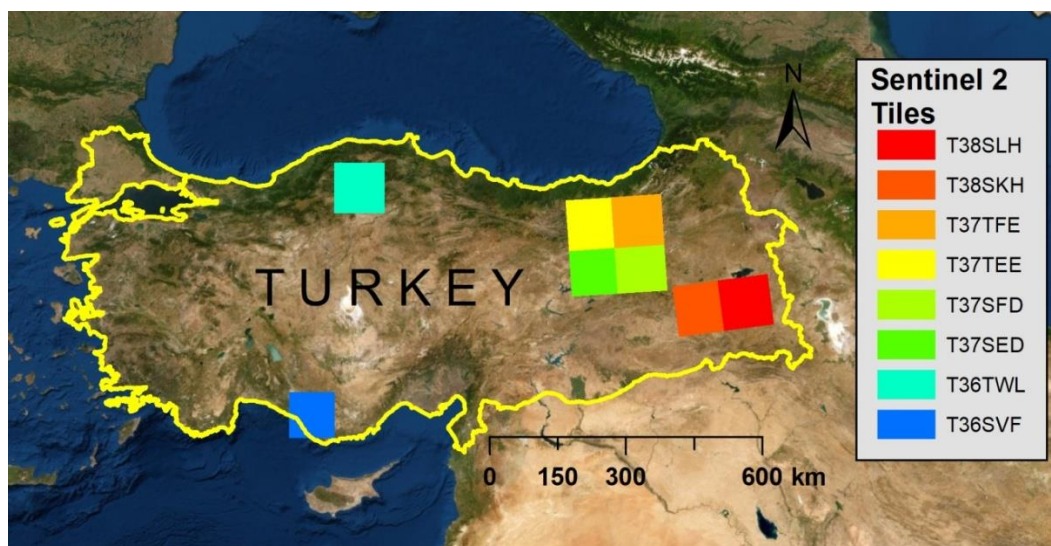 N
Sentinel 2
Tiles
T38SLH
T38SKH
T37TFE
T37TEE
T37SFD
T37SED
T36TWL
T36SVF
TURKEY
0 150 300 600 km